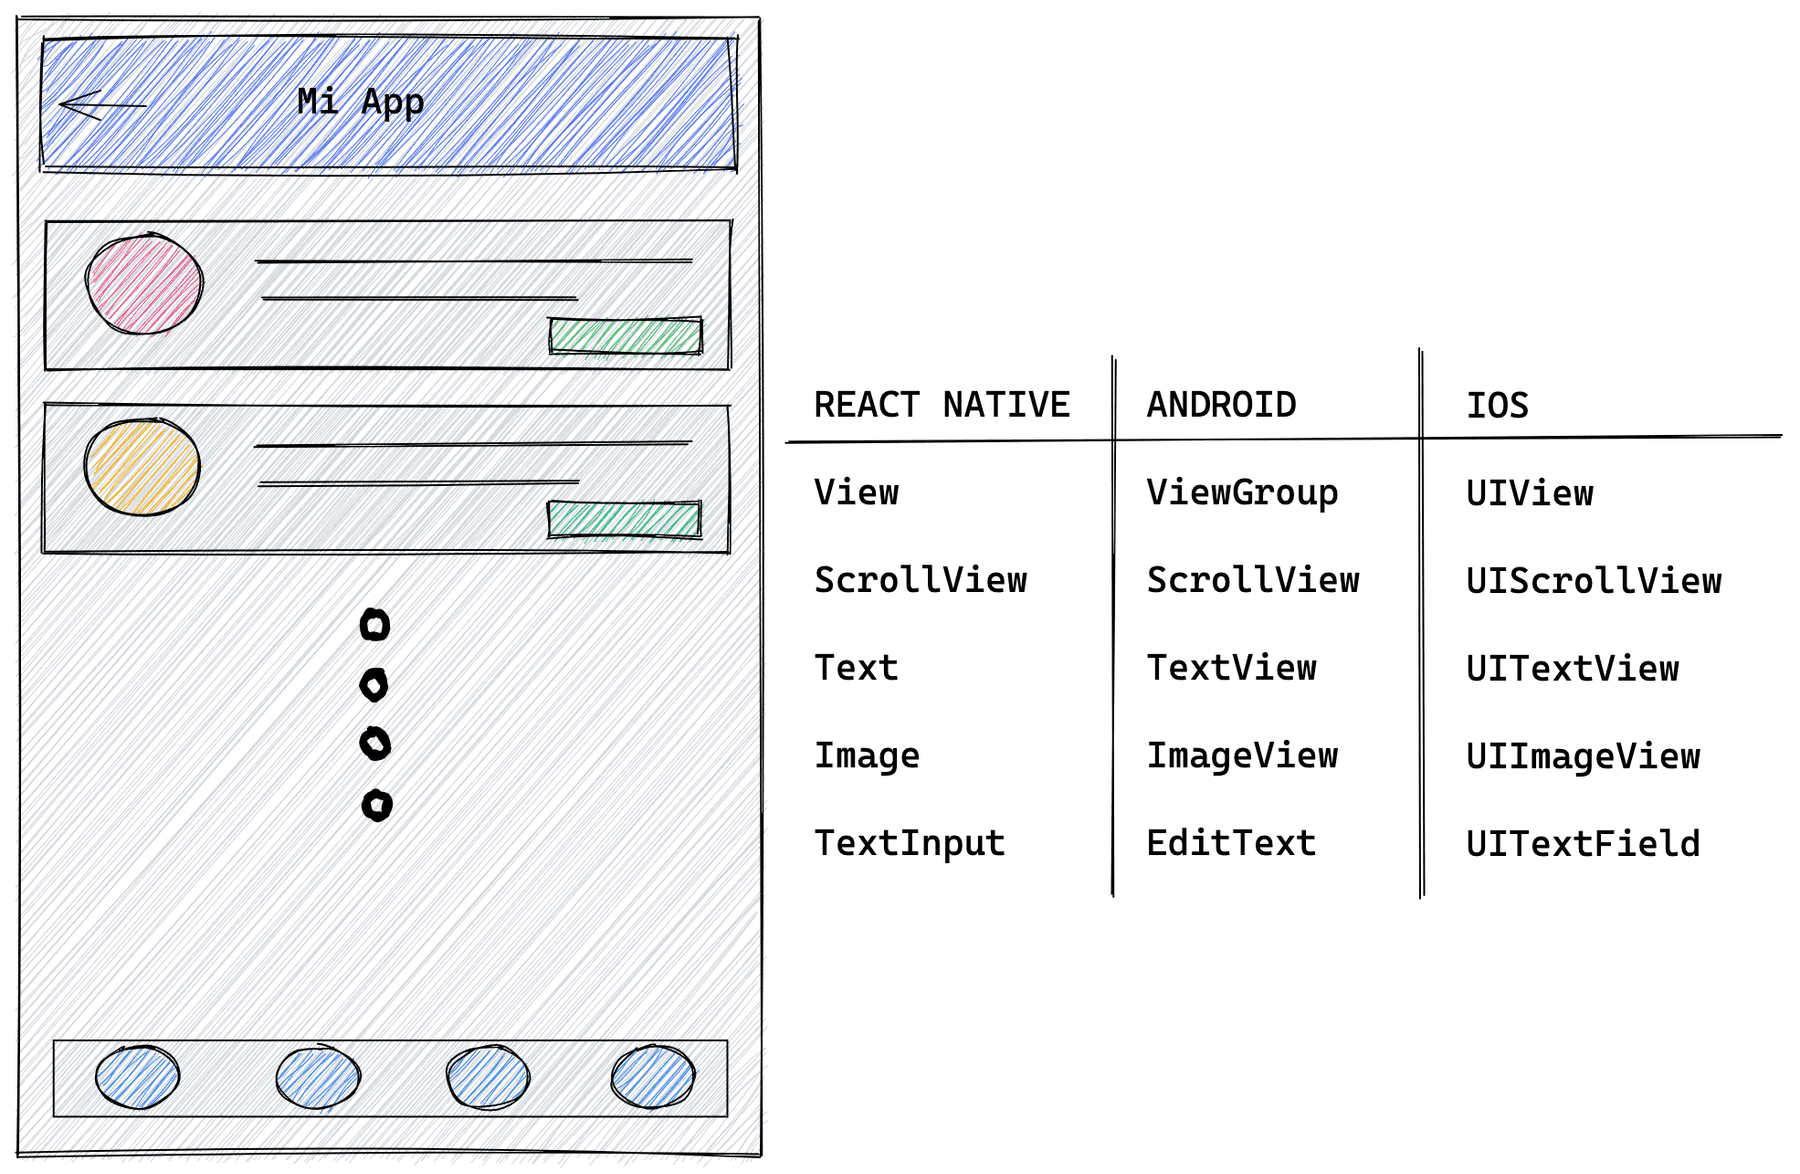 Mi App
REACT NATIVE ANDROID IOS
View ViewGroup UIView
ScrollView ScrollView UIScrollView
Text TextView UITextView
Image ImageView UIImageView
TextInput EditText UITextField